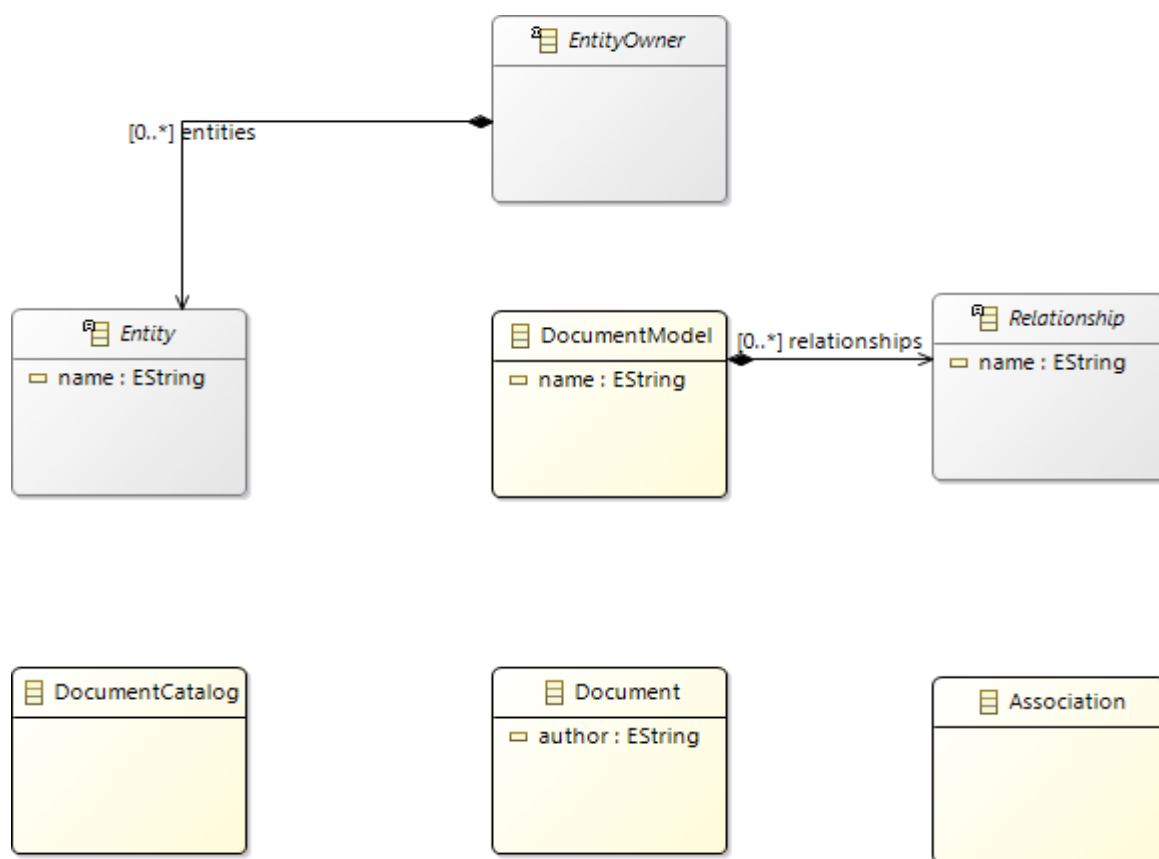 EntityOwner
[0..*] entities
Entity
name : EString
DocumentModel
name : EString
[0..*] relationships
Relationship
name : EString
DocumentCatalog
Document
author : EString
Association